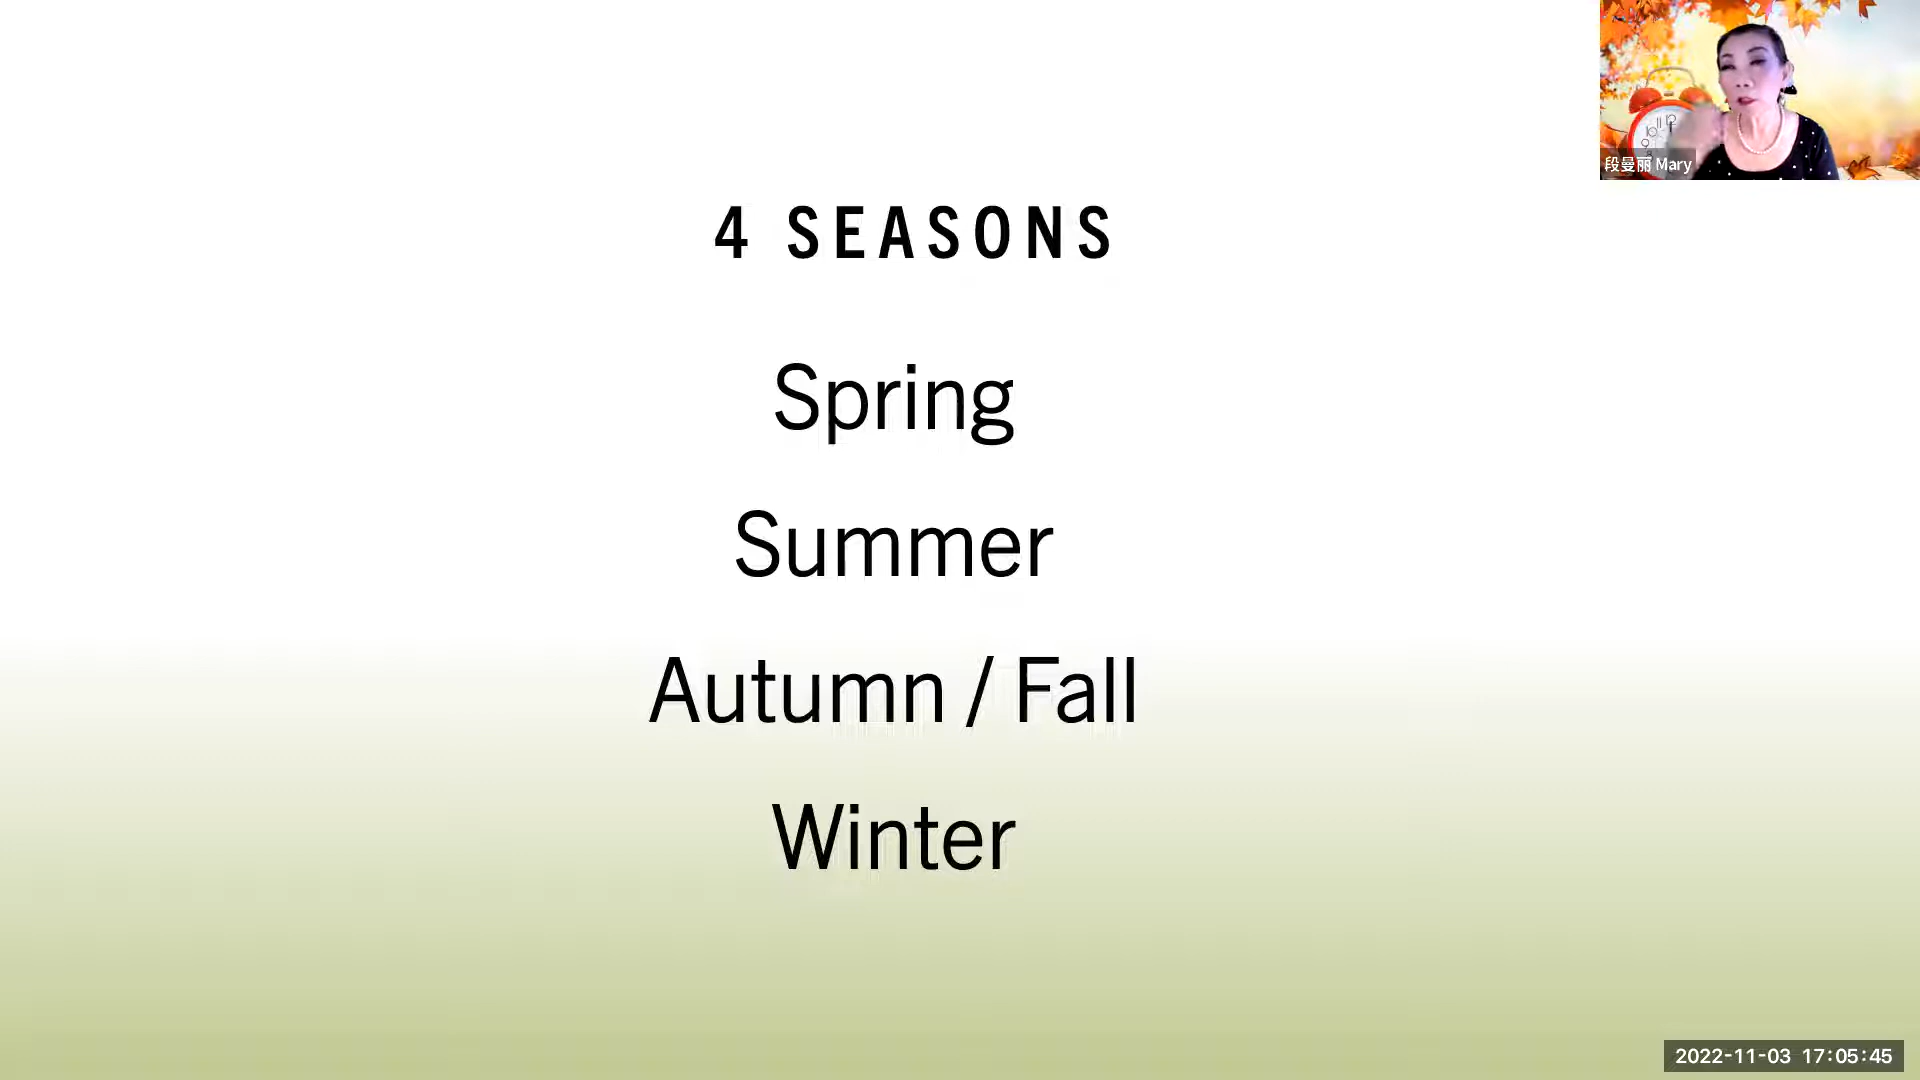 段曼丽 Mary
4 SEASONS
Spring
Summer
Autumn / Fall
Winter
2022-11-03 17:05:45